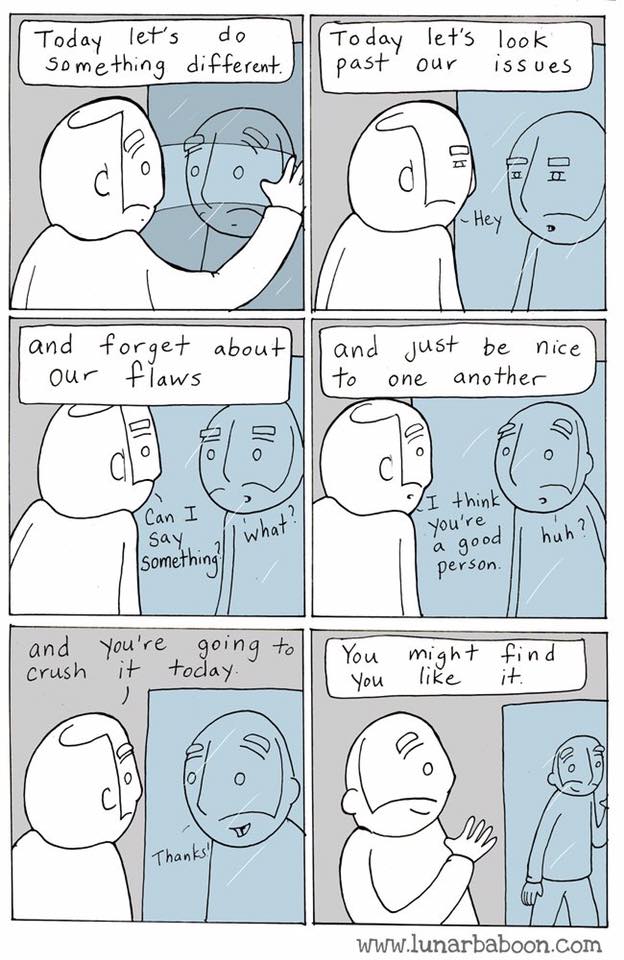 Today let's do
something different.
Today let's look
past our issues
Hey
and forget about
our flaws
Can I
say
something?
what?
and just be nice
to one another
I think
you're
a good
person.
huh?
and you're going to
crush it today.
Thanks!
You might find
you like it.
www.lunarbaboon.com